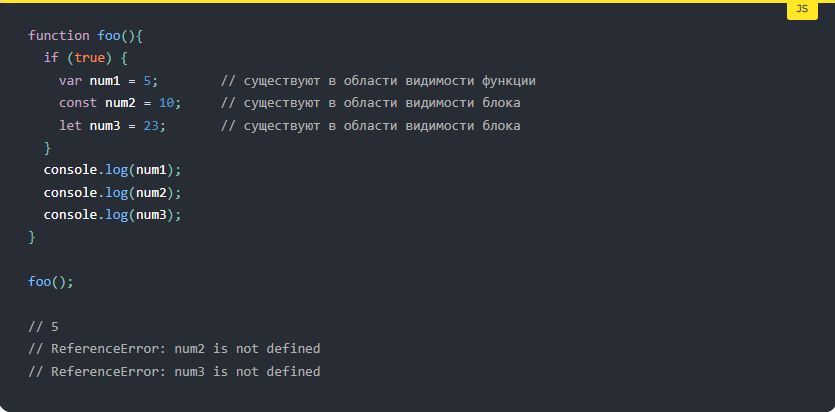 JS
function foo(){
  if (true) {
    var num1 = 5;        // существуют в области видимости функции
    const num2 = 10;     // существуют в области видимости блока
    let num3 = 23;       // существуют в области видимости блока
  }
  console.log(num1);
  console.log(num2);
  console.log(num3);
}
foo();
// 5
// ReferenceError: num2 is not defined
// ReferenceError: num3 is not defined